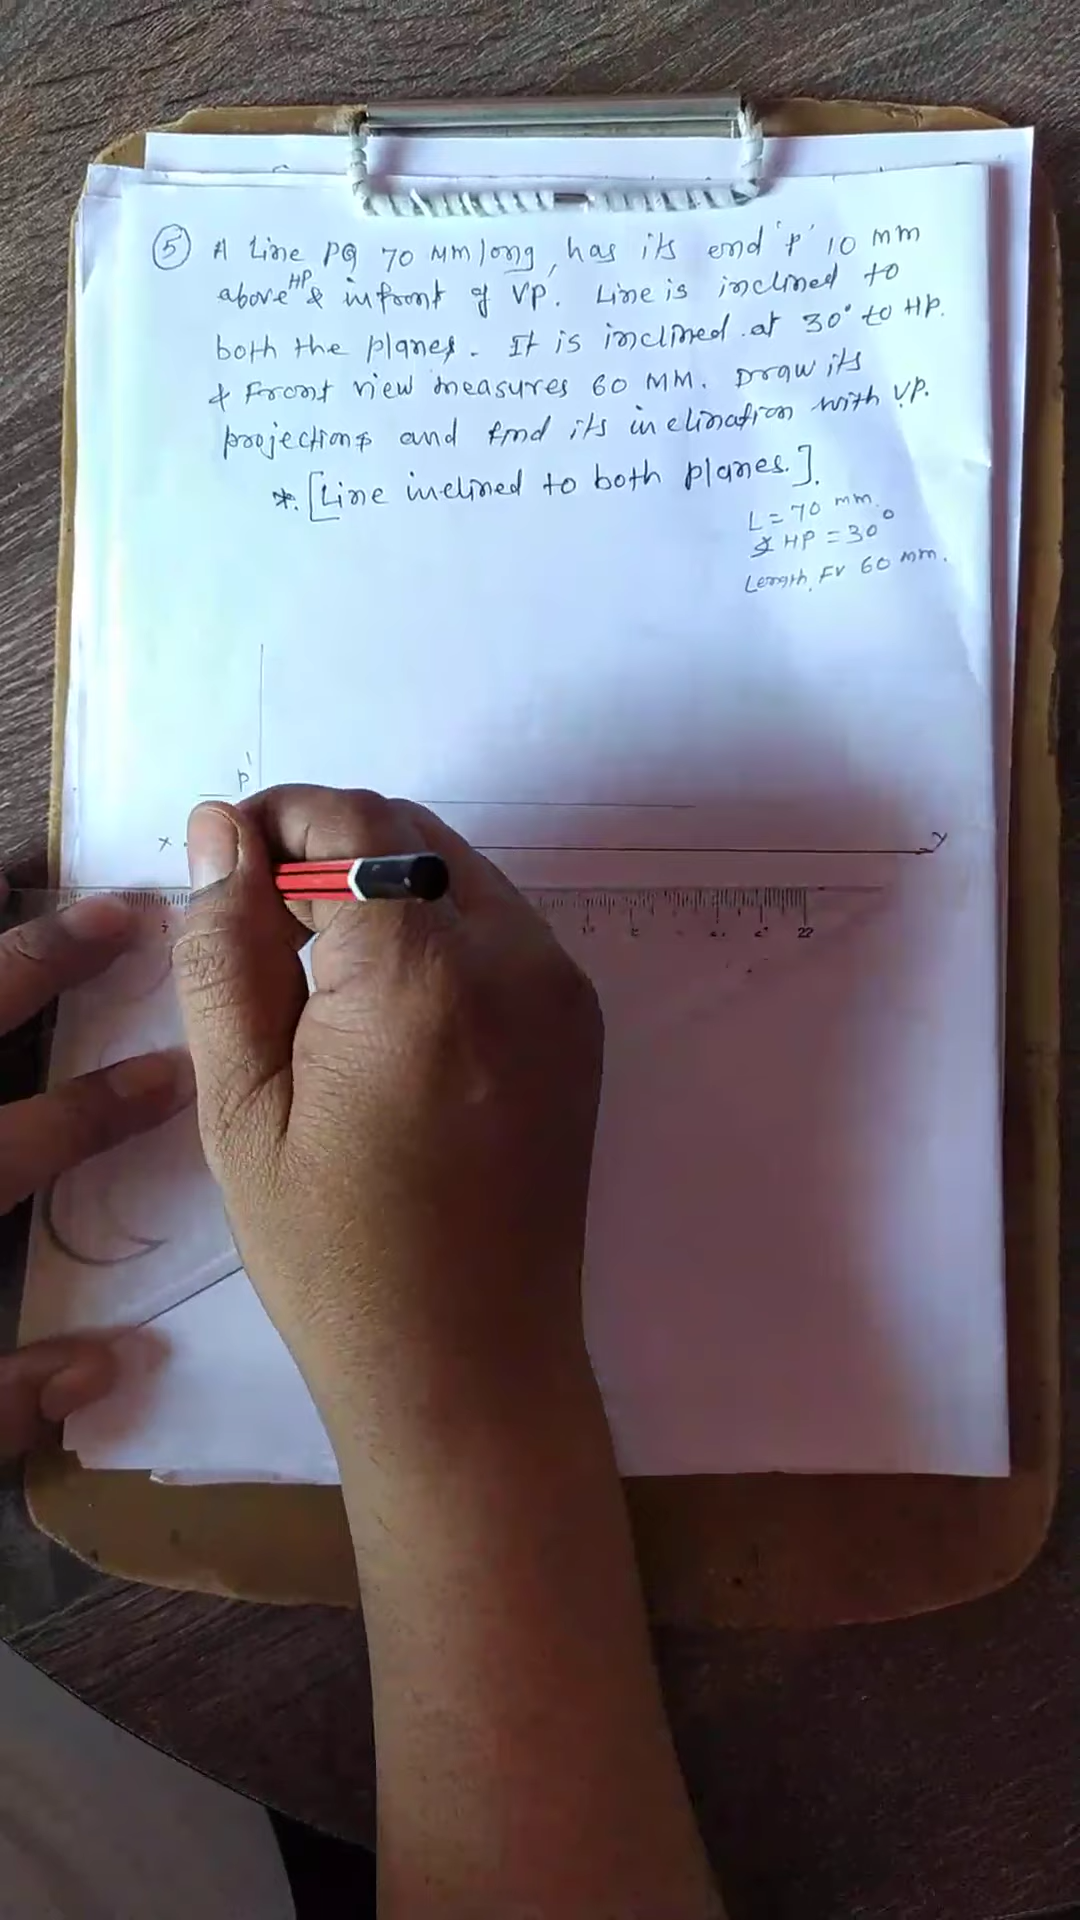 ⑤ A Line PQ 70 MM long, has its end 'p' 10 mm
above HP & infront of VP. Line is inclined to
both the planes. It is inclined at 30° to HP.
& Front view measures 60 MM. Draw its
projections and find its inclination with VP.
*. [Line inclined to both planes.].
L = 70 mm.
∡ HP = 30°
Length, FV 60 mm.
p'
x
y
22